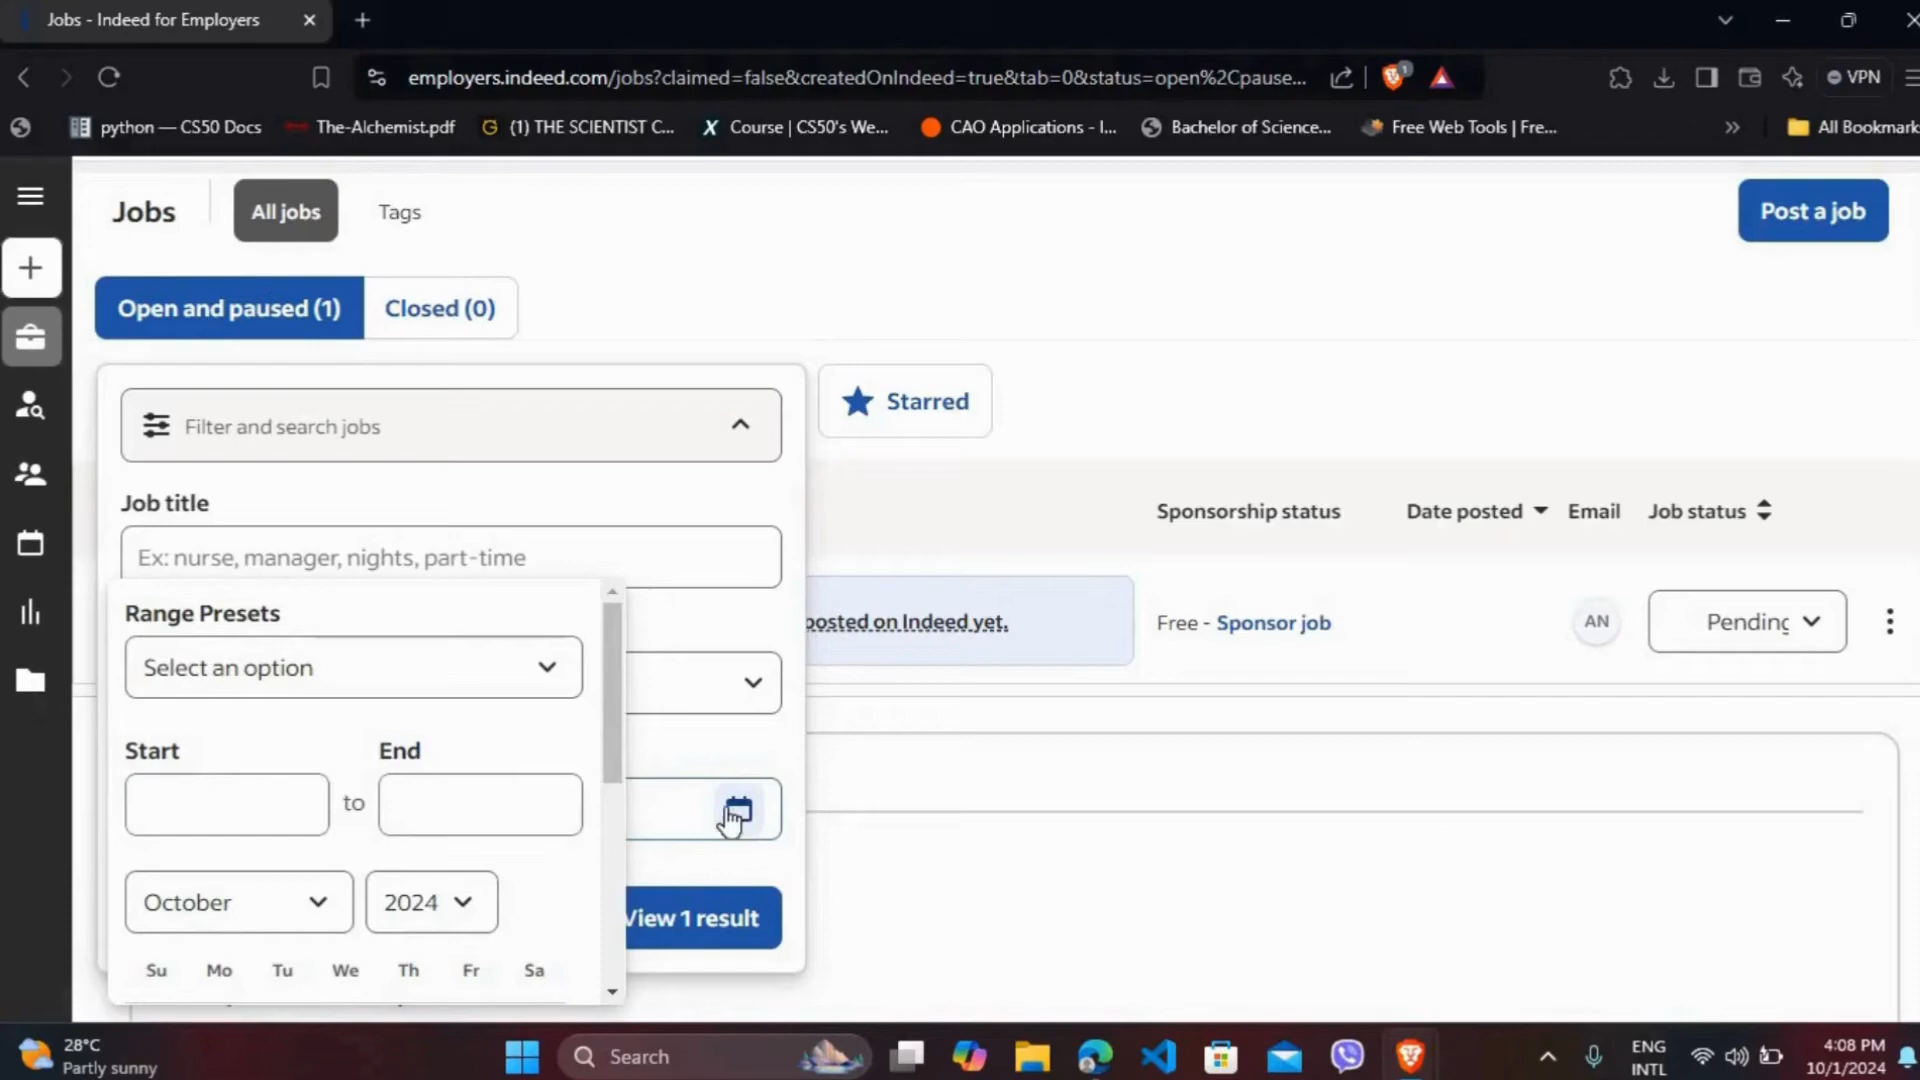 Jobs - Indeed for Employers
employers.indeed.com/jobs?claimed=false&createdOnIndeed=true&tab=0&status=open%2Cpause...
1
VPN
python — CS50 Docs
The-Alchemist.pdf
(1) THE SCIENTIST C...
Course | CS50's We...
CAO Applications - I...
Bachelor of Science...
Free Web Tools | Fre...
All Bookmark
Jobs
All jobs
Tags
Post a job
Open and paused (1)
Closed (0)
Filter and search jobs
Starred
Job title
Ex: nurse, manager, nights, part-time
Sponsorship status
Date posted
Email
Job status
Range Presets
Select an option
posted on Indeed yet.
Free - Sponsor job
AN
Pending
Start
End
to
October
2024
View 1 result
Su Mo Tu We Th Fr Sa
28°C
Partly sunny
Search
ENG
INTL
4:08 PM
10/1/2024